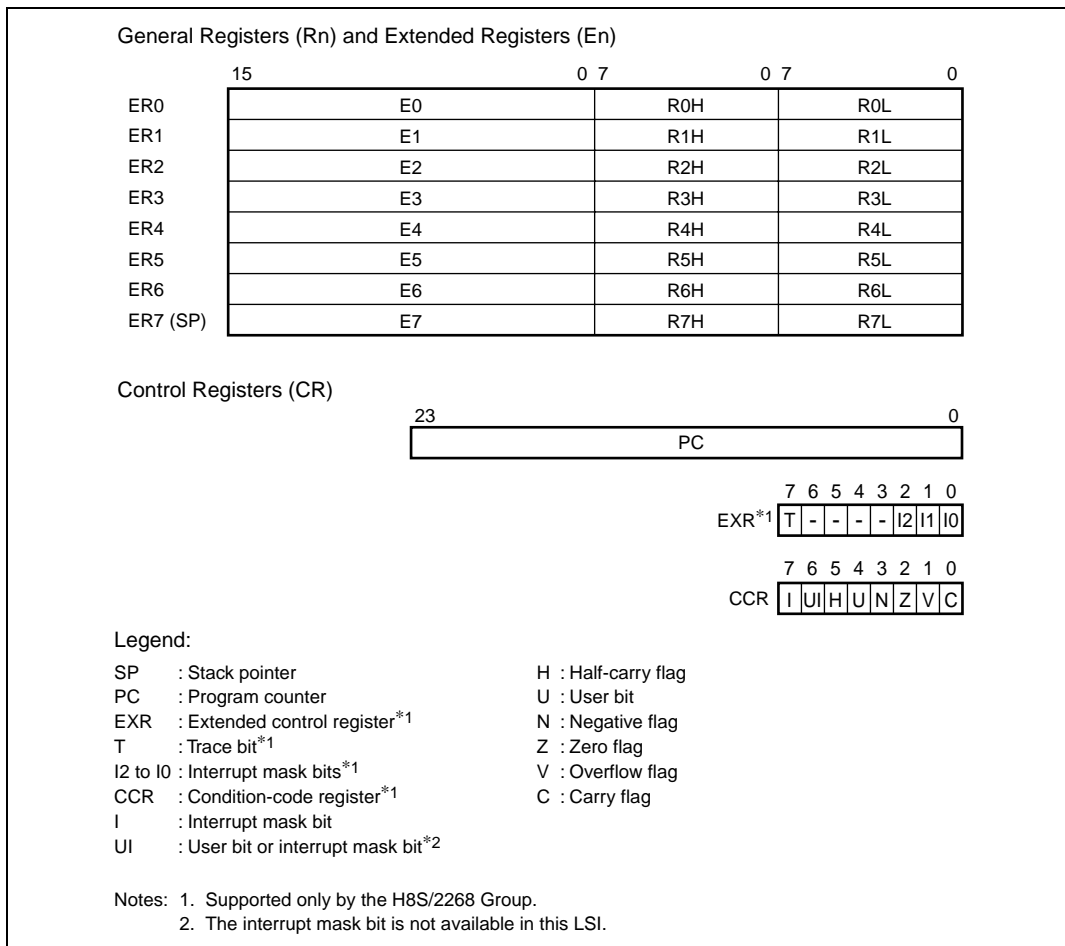 General Registers (Rn) and Extended Registers (En)
15 0 7 0 7 0
ER0 E0 R0H R0L
ER1 E1 R1H R1L
ER2 E2 R2H R2L
ER3 E3 R3H R3L
ER4 E4 R4H R4L
ER5 E5 R5H R5L
ER6 E6 R6H R6L
ER7 (SP) E7 R7H R7L
Control Registers (CR)
23 0
PC
7 6 5 4 3 2 1 0
EXR*1 T - - - - I2 I1 I0
7 6 5 4 3 2 1 0
CCR I UI H U N Z V C
Legend:
SP : Stack pointer
PC : Program counter
EXR : Extended control register*1
T : Trace bit*1
I2 to I0 : Interrupt mask bits*1
CCR : Condition-code register*1
I : Interrupt mask bit
UI : User bit or interrupt mask bit*2
H : Half-carry flag
U : User bit
N : Negative flag
Z : Zero flag
V : Overflow flag
C : Carry flag
Notes: 1. Supported only by the H8S/2268 Group.
2. The interrupt mask bit is not available in this LSI.